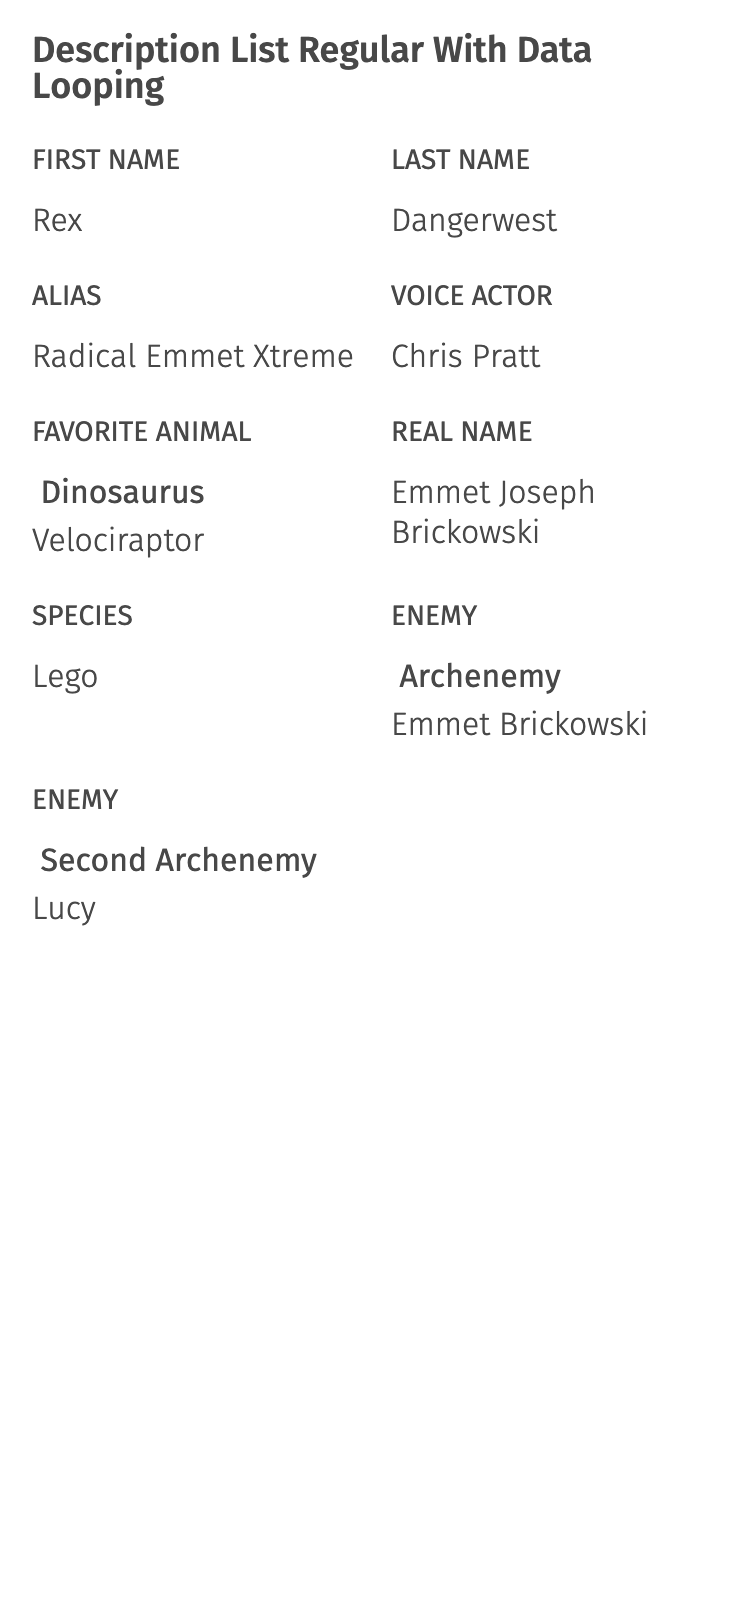 Description List Regular With Data
Looping
FIRST NAME
Rex
LAST NAME
Dangerwest
ALIAS
Radical Emmet Xtreme
VOICE ACTOR
Chris Pratt
FAVORITE ANIMAL
Dinosaurus
Velociraptor
REAL NAME
Emmet Joseph
Brickowski
SPECIES
Lego
ENEMY
Archenemy
Emmet Brickowski
ENEMY
Second Archenemy
Lucy